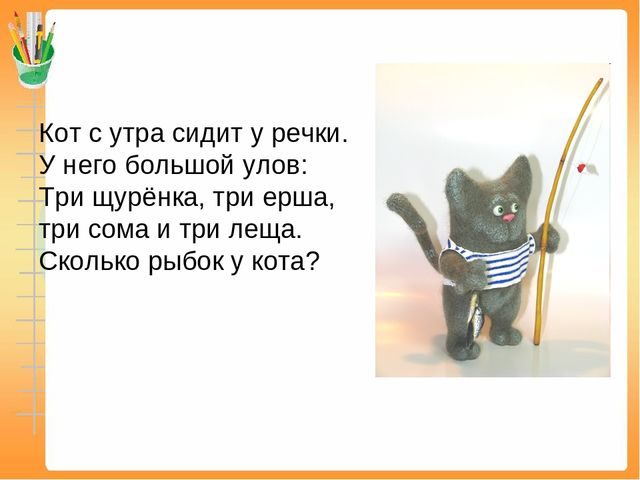 Кот с утра сидит у речки.
У него большой улов:
Три щурёнка, три ерша,
три сома и три леща.
Сколько рыбок у кота?